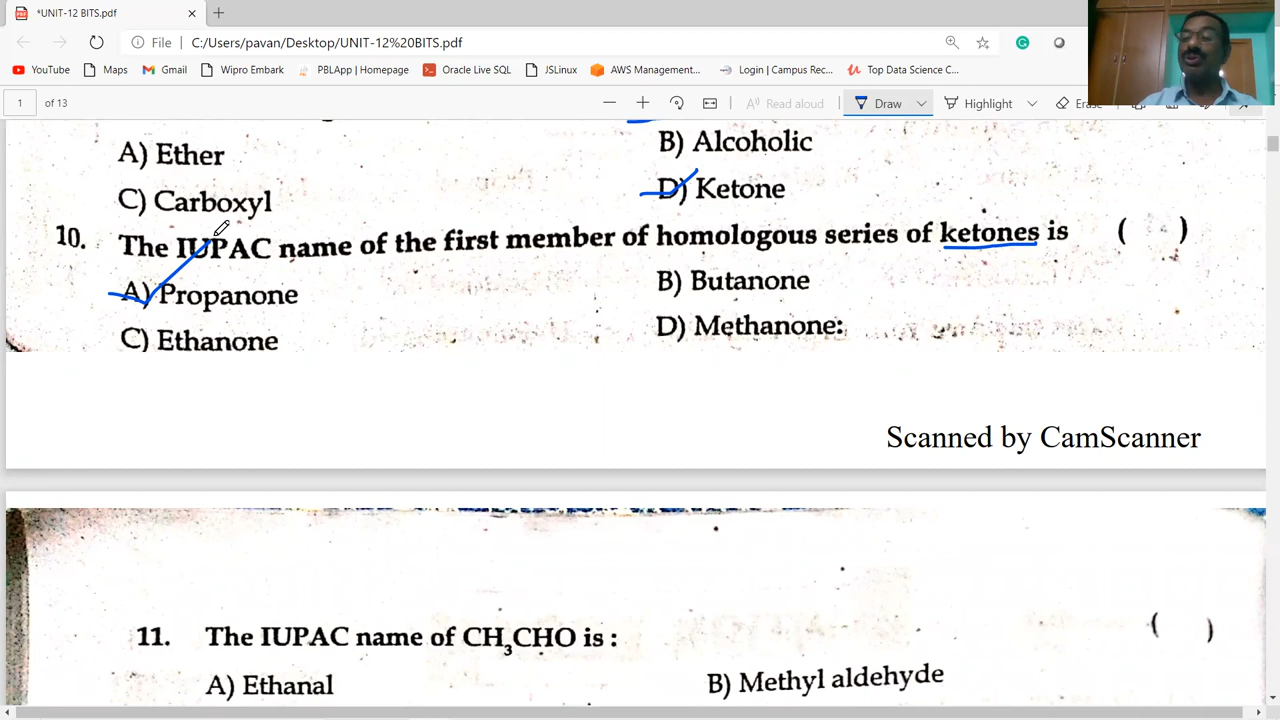 *UNIT-12 BITS.pdf
File C:/Users/pavan/Desktop/UNIT-12%20BITS.pdf
YouTube Maps Gmail Wipro Embark PBLApp | Homepage Oracle Live SQL JSLinux AWS Management... Login | Campus Rec... Top Data Science C...
1 of 13 Read aloud Draw Highlight Erase
A) Ether B) Alcoholic
C) Carboxyl D) Ketone
10. The IUPAC name of the first member of homologous series of ketones is ( )
A) Propanone B) Butanone
C) Ethanone D) Methanone:
Scanned by CamScanner
11. The IUPAC name of CH₃CHO is : ( )
A) Ethanal B) Methyl aldehyde